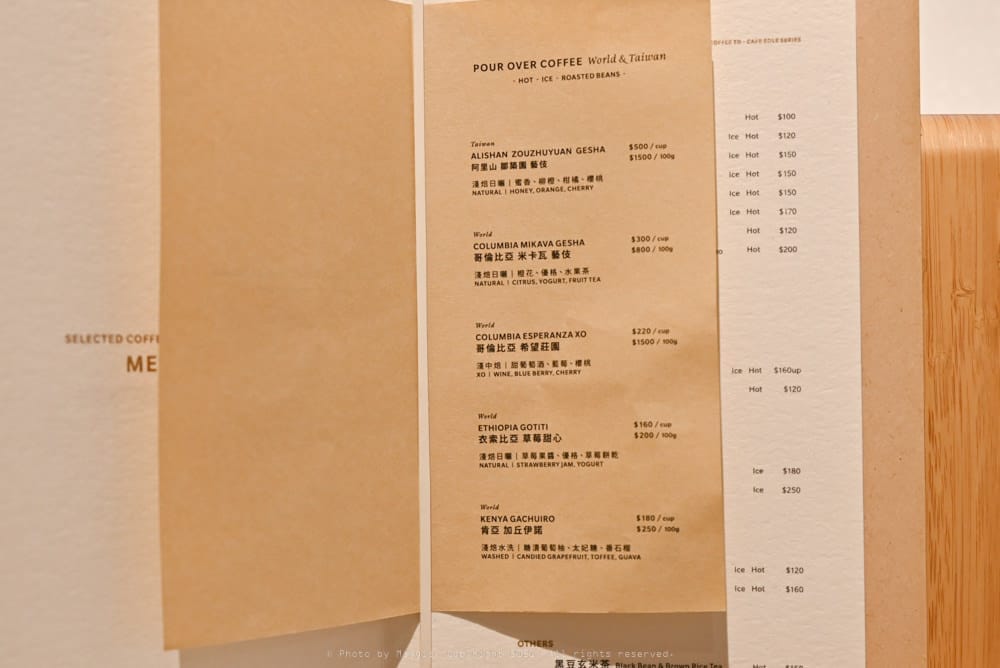 SELECTED COFFE
ME
POUR OVER COFFEE World & Taiwan
· HOT · ICE · ROASTED BEANS ·
Taiwan
ALISHAN ZOUZHUYUAN GESHA $500 / cup
阿里山 鄒築園 藝伎 $1500 / 100g
淺焙日曬｜蜜香、柳橙、柑橘、櫻桃
NATURAL | HONEY, ORANGE, CHERRY
World
COLUMBIA MIKAVA GESHA $300 / cup
哥倫比亞 米卡瓦 藝伎 $800 / 100g
淺焙日曬｜橙花、優格、水果茶
NATURAL | CITRUS, YOGURT, FRUIT TEA
World
COLUMBIA ESPERANZA XO $220 / cup
哥倫比亞 希望莊園 $1500 / 100g
淺中焙｜甜葡萄酒、藍莓、櫻桃
XO | WINE, BLUE BERRY, CHERRY
World
ETHIOPIA GOTITI $160 / cup
衣索比亞 草莓甜心 $200 / 100g
淺焙日曬｜草莓果醬、優格、草莓餅乾
NATURAL | STRAWBERRY JAM, YOGURT
World
KENYA GACHUIRO $180 / cup
肯亞 加丘伊諾 $250 / 100g
淺焙水洗｜糖漬葡萄柚、太妃糖、番石榴
WASHED | CANDIED GRAPEFRUIT, TOFFEE, GUAVA
Hot $100
Ice Hot $120
Ice Hot $150
Ice Hot $150
Ice Hot $150
Ice Hot $170
Hot $120
Hot $200
Ice Hot $160up
Hot $120
Ice $180
Ice $250
Ice Hot $120
Ice Hot $160
OTHERS
黑豆玄米茶 Black Bean & Brown Rice Tea Hot
© Photo by All rights reserved.